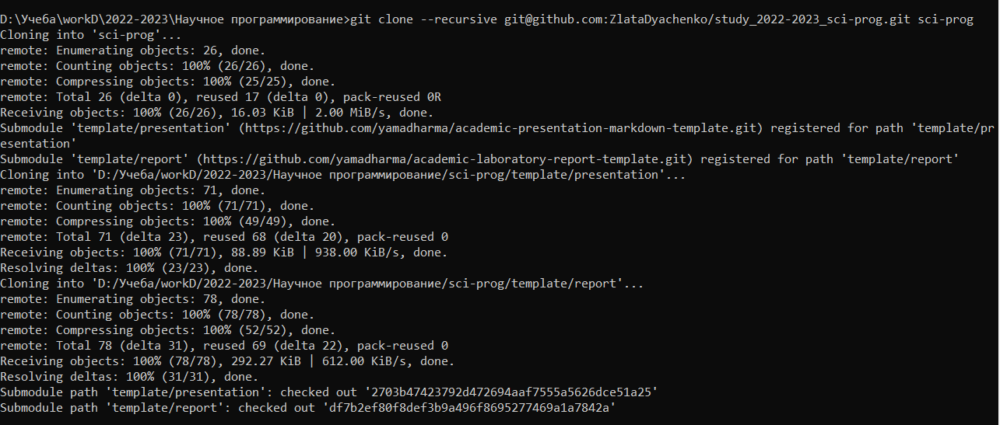 D:\Учеба\workD\2022-2023\Научное программирование>git clone --recursive git@github.com:ZlataDyachenko/study_2022-2023_sci-prog.git sci-prog
Cloning into 'sci-prog'...
remote: Enumerating objects: 26, done.
remote: Counting objects: 100% (26/26), done.
remote: Compressing objects: 100% (25/25), done.
remote: Total 26 (delta 0), reused 17 (delta 0), pack-reused 0R
Receiving objects: 100% (26/26), 16.03 KiB | 2.00 MiB/s, done.
Submodule 'template/presentation' (https://github.com/yamadharma/academic-presentation-markdown-template.git) registered for path 'template/pr
esentation'
Submodule 'template/report' (https://github.com/yamadharma/academic-laboratory-report-template.git) registered for path 'template/report'
Cloning into 'D:/Учеба/workD/2022-2023/Научное программирование/sci-prog/template/presentation'...
remote: Enumerating objects: 71, done.
remote: Counting objects: 100% (71/71), done.
remote: Compressing objects: 100% (49/49), done.
remote: Total 71 (delta 23), reused 68 (delta 20), pack-reused 0
Receiving objects: 100% (71/71), 88.89 KiB | 938.00 KiB/s, done.
Resolving deltas: 100% (23/23), done.
Cloning into 'D:/Учеба/workD/2022-2023/Научное программирование/sci-prog/template/report'...
remote: Enumerating objects: 78, done.
remote: Counting objects: 100% (78/78), done.
remote: Compressing objects: 100% (52/52), done.
remote: Total 78 (delta 31), reused 69 (delta 22), pack-reused 0
Receiving objects: 100% (78/78), 292.27 KiB | 612.00 KiB/s, done.
Resolving deltas: 100% (31/31), done.
Submodule path 'template/presentation': checked out '2703b47423792d472694aaf7555a5626dce51a25'
Submodule path 'template/report': checked out 'df7b2ef80f8def3b9a496f8695277469a1a7842a'